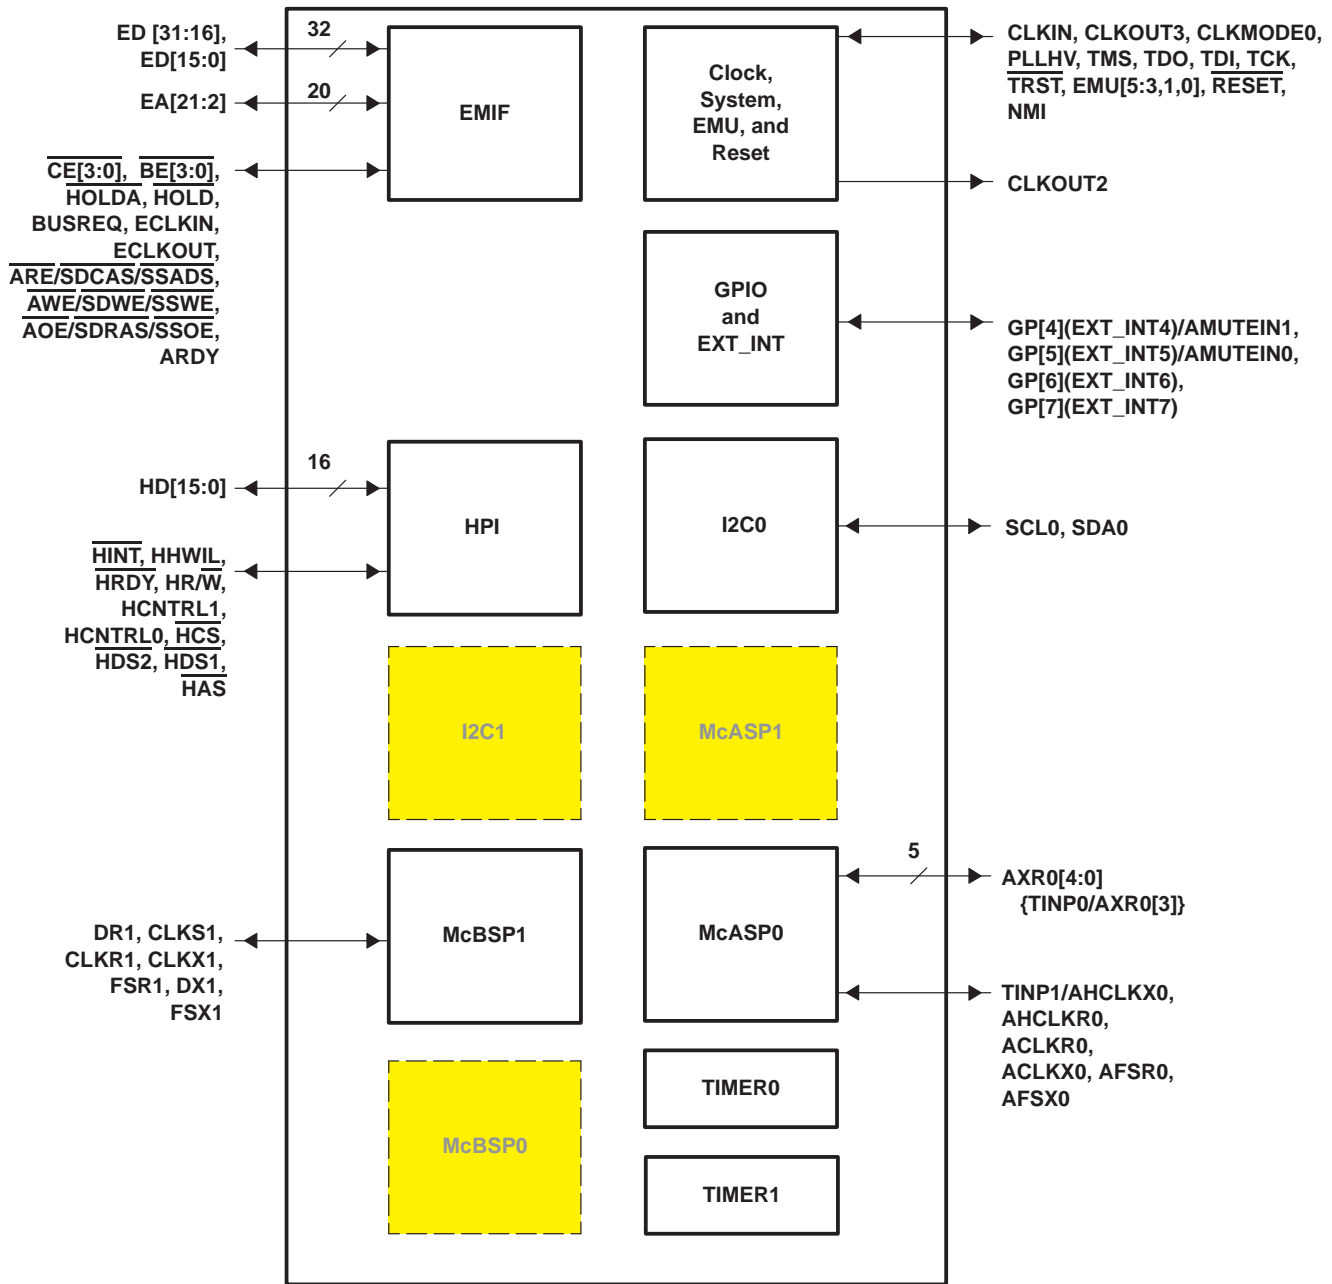 ED [31:16],
ED[15:0]
32
EA[21:2]
20
EMIF
CE[3:0], BE[3:0],
HOLDA, HOLD,
BUSREQ, ECLKIN,
ECLKOUT,
ARE/SDCAS/SSADS,
AWE/SDWE/SSWE,
AOE/SDRAS/SSOE,
ARDY
Clock,
System,
EMU, and
Reset
CLKIN, CLKOUT3, CLKMODE0,
PLLHV, TMS, TDO, TDI, TCK,
TRST, EMU[5:3,1,0], RESET,
NMI
CLKOUT2
GPIO
and
EXT_INT
GP[4](EXT_INT4)/AMUTEIN1,
GP[5](EXT_INT5)/AMUTEIN0,
GP[6](EXT_INT6),
GP[7](EXT_INT7)
HD[15:0]
16
HPI
HINT, HHWIL,
HRDY, HR/W,
HCNTRL1,
HCNTRL0, HCS,
HDS2, HDS1,
HAS
I2C0
SCL0, SDA0
I2C1
McASP1
DR1, CLKS1,
CLKR1, CLKX1,
FSR1, DX1,
FSX1
McBSP1
McASP0
5
AXR0[4:0]
{TINP0/AXR0[3]}
TINP1/AHCLKX0,
AHCLKR0,
ACLKR0,
ACLKX0, AFSR0,
AFSX0
McBSP0
TIMER0
TIMER1